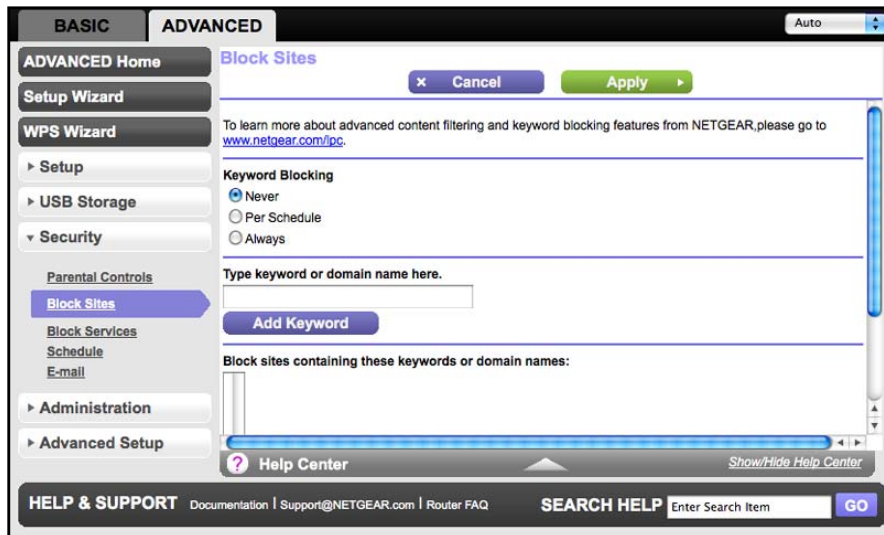 BASIC
ADVANCED
Auto
ADVANCED Home
Setup Wizard
WPS Wizard
Setup
USB Storage
Security
Parental Controls
Block Sites
Block Services
Schedule
E-mail
Administration
Advanced Setup
Block Sites
x Cancel
Apply
To learn more about advanced content filtering and keyword blocking features from NETGEAR,please go to
www.netgear.com/lpc.
Keyword Blocking
Never
Per Schedule
Always
Type keyword or domain name here.
Add Keyword
Block sites containing these keywords or domain names:
? Help Center
Show/Hide Help Center
HELP & SUPPORT Documentation | Support@NETGEAR.com | Router FAQ
SEARCH HELP Enter Search Item GO